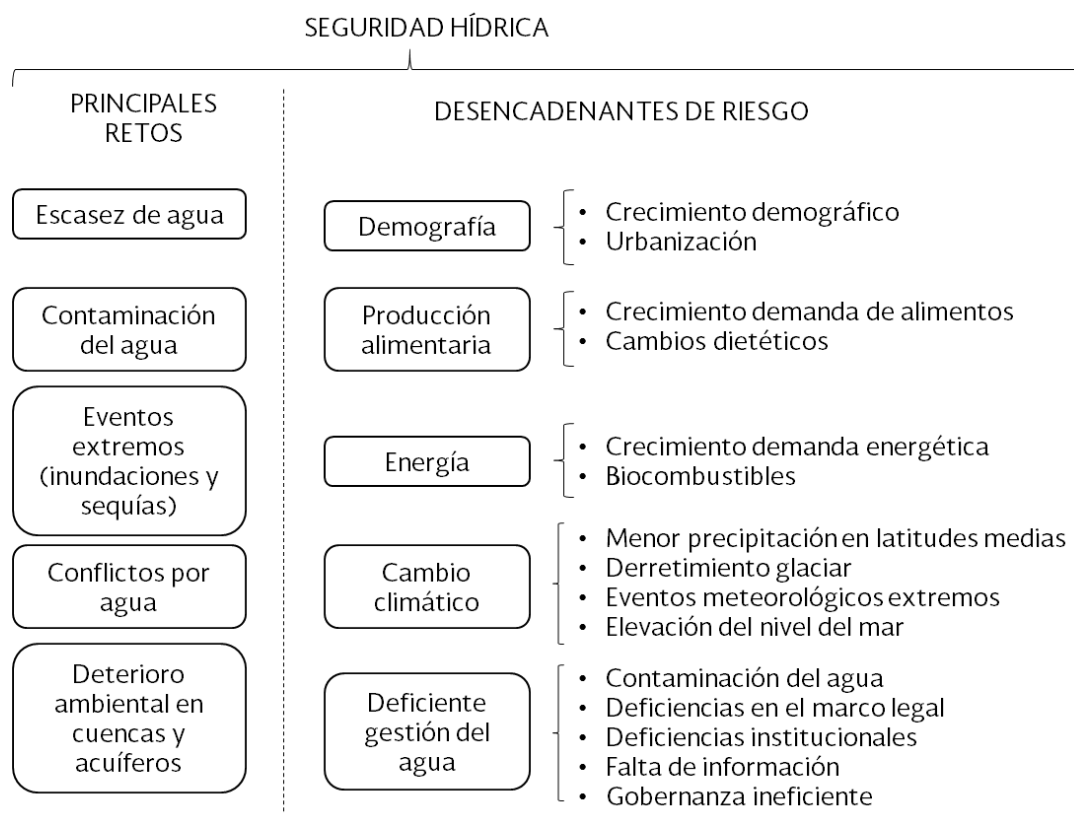 SEGURIDAD HÍDRICA
PRINCIPALES
RETOS
Escasez de agua
Contaminación
del agua
Eventos
extremos
(inundaciones y
sequías)
Conflictos por
agua
Deterioro
ambiental en
cuencas y
acuíferos
DESENCADENANTES DE RIESGO
Demografía
• Crecimiento demográfico
• Urbanización
Producción
alimentaria
• Crecimiento demanda de alimentos
• Cambios dietéticos
Energía
• Crecimiento demanda energética
• Biocombustibles
Cambio
climático
• Menor precipitación en latitudes medias
• Derretimiento glaciar
• Eventos meteorológicos extremos
• Elevación del nivel del mar
Deficiente
gestión del
agua
• Contaminación del agua
• Deficiencias en el marco legal
• Deficiencias institucionales
• Falta de información
• Gobernanza ineficiente